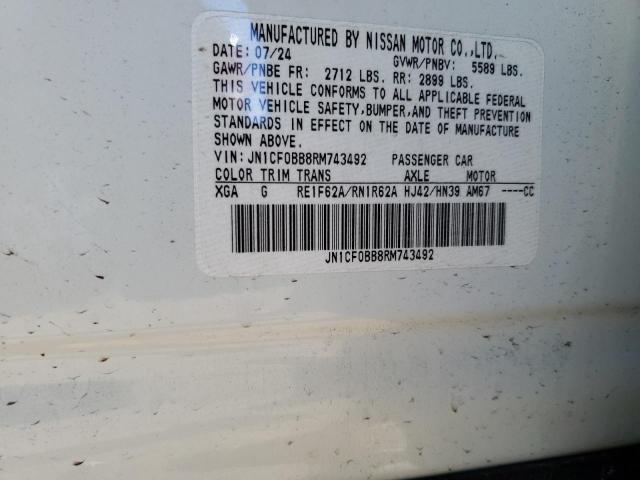 MANUFACTURED BY NISSAN MOTOR CO.,LTD.
DATE: 07/24 GVWR/PNBV: 5589 LBS.
GAWR/PNBE FR: 2712 LBS. RR: 2899 LBS.
THIS VEHICLE CONFORMS TO ALL APPLICABLE FEDERAL
MOTOR VEHICLE SAFETY, BUMPER, AND THEFT PREVENTION
STANDARDS IN EFFECT ON THE DATE OF MANUFACTURE
SHOWN ABOVE.
VIN: JN1CF0BB8RM743492 PASSENGER CAR
COLOR TRIM TRANS AXLE MOTOR
XGA G RE1F62A/RN1R62A HJ42/HN39 AM67 ----CC
JN1CF0BB8RM743492